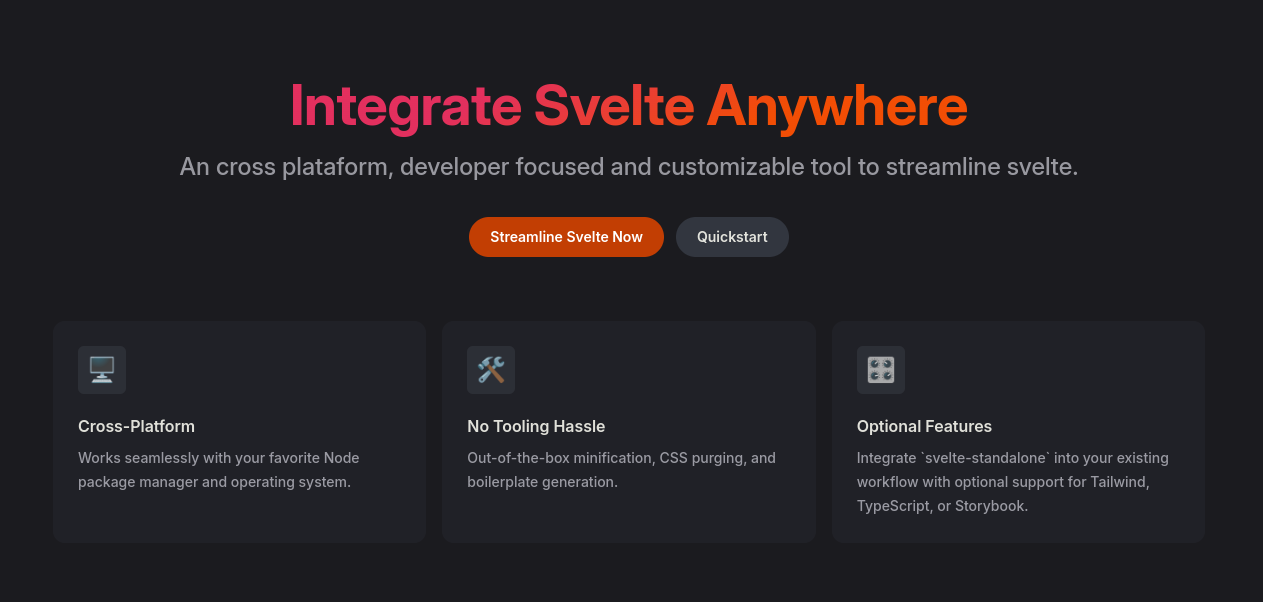 Integrate Svelte Anywhere
An cross plataform, developer focused and customizable tool to streamline svelte.
Streamline Svelte Now
Quickstart
Cross-Platform
Works seamlessly with your favorite Node
package manager and operating system.
No Tooling Hassle
Out-of-the-box minification, CSS purging, and
boilerplate generation.
Optional Features
Integrate `svelte-standalone` into your existing
workflow with optional support for Tailwind,
TypeScript, or Storybook.